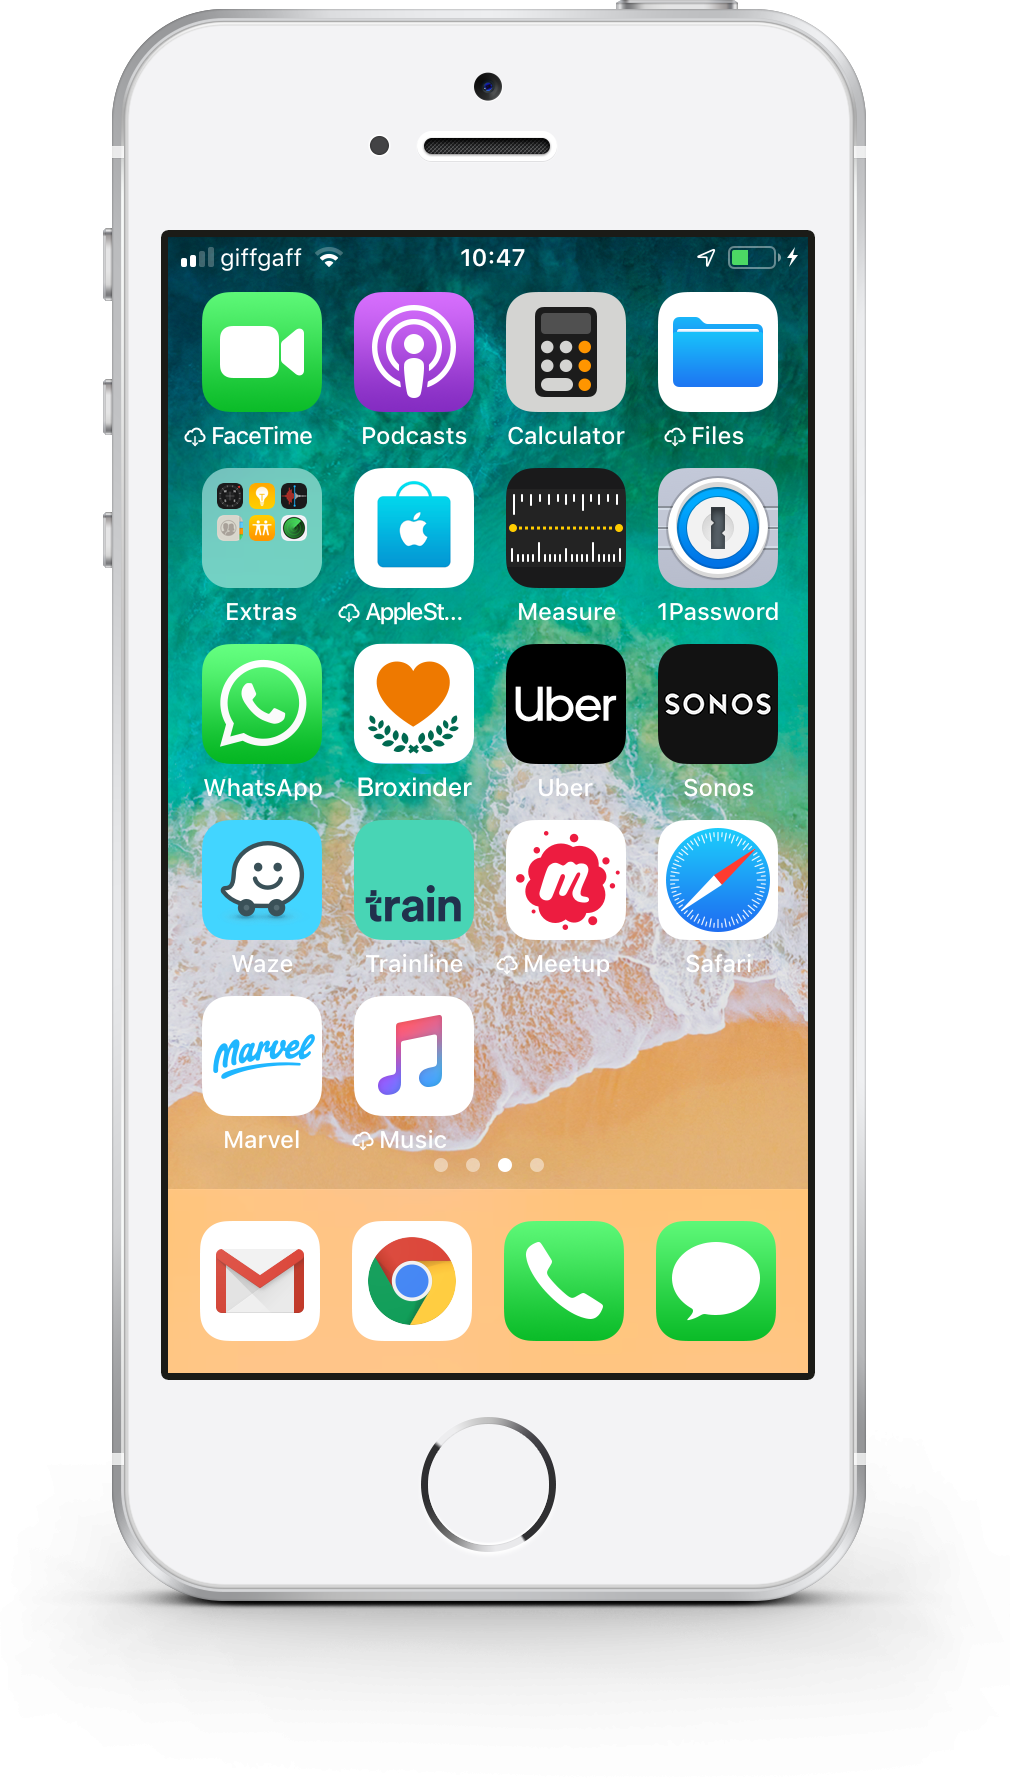 giffgaff 10:47
FaceTime Podcasts Calculator Files
Extras AppleSt... Measure 1Password
Uber SONOS
WhatsApp Broxinder Uber Sonos
train
m
Waze Trainline Meetup Safari
Marvel
Marvel Music